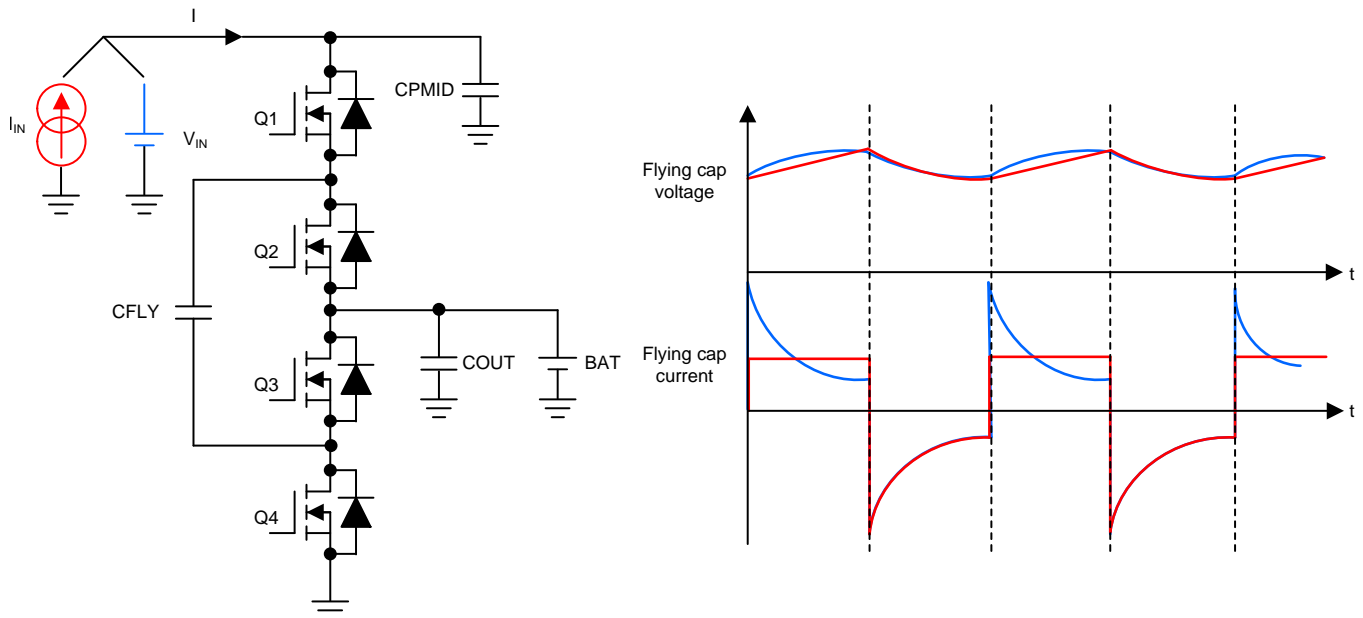 I
I_IN
V_IN
Q1
CPMID
Q2
CFLY
COUT
BAT
Q3
Q4
Flying cap
voltage
t
Flying cap
current
t